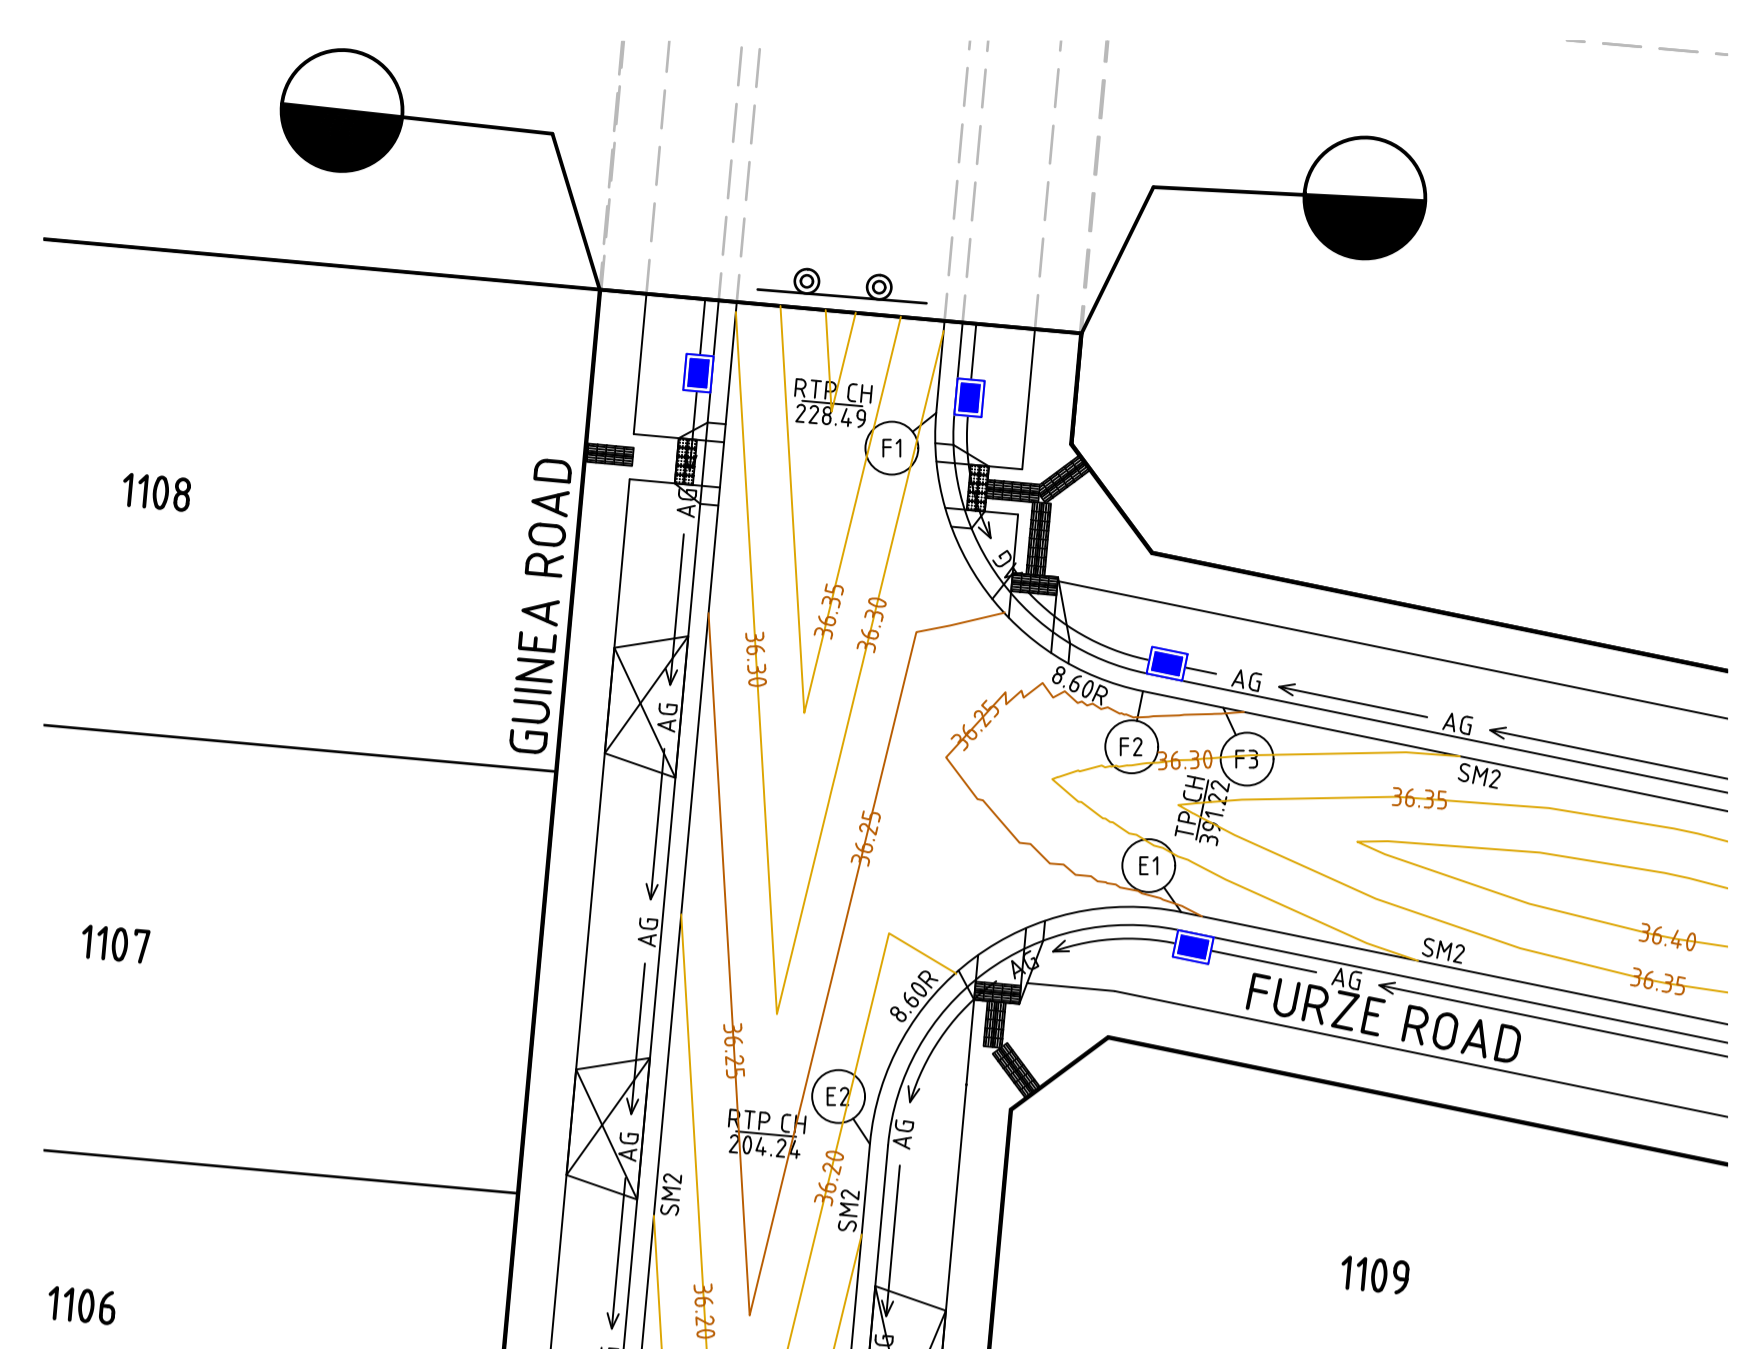 RTP CH
228.49
F1
1108
AG
GUINEA ROAD
AG
36.35
36.30
36.30
8.60R
AG
AG
AG
36.25
F2
F3
36.30
SM2
TP CH
391.22
36.35
36.25
E1
1107
AG
AG
SM2
36.40
AG
36.35
8.60R
FURZE ROAD
36.25
E2
RTP CH
204.24
AG
AG
36.20
SM2
SM2
1109
1106
36.20